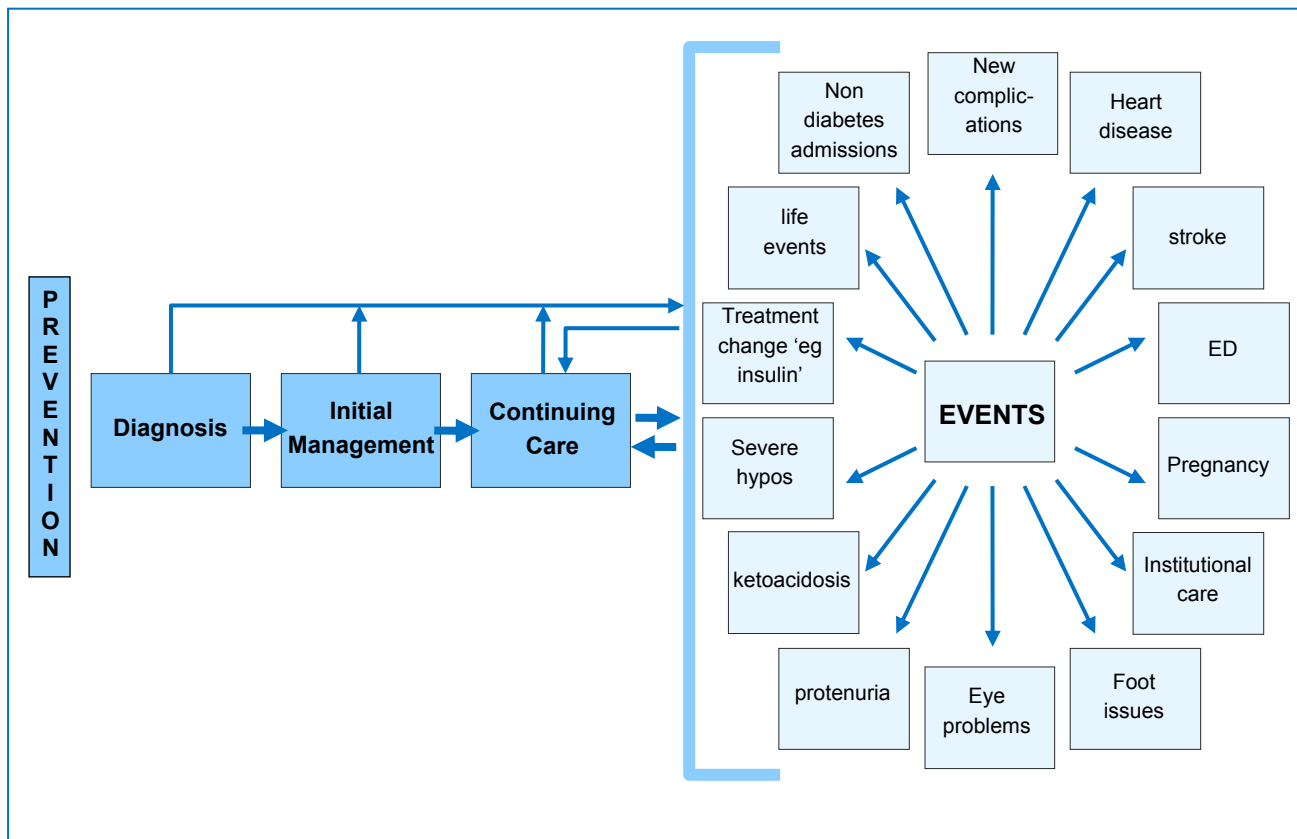 PREVENTION
Diagnosis
Initial
Management
Continuing
Care
Non
diabetes
admissions
New
complic-
ations
Heart
disease
life
events
stroke
Treatment
change ‘eg
insulin’
ED
EVENTS
Severe
hypos
Pregnancy
ketoacidosis
Institutional
care
protenuria
Eye
problems
Foot
issues